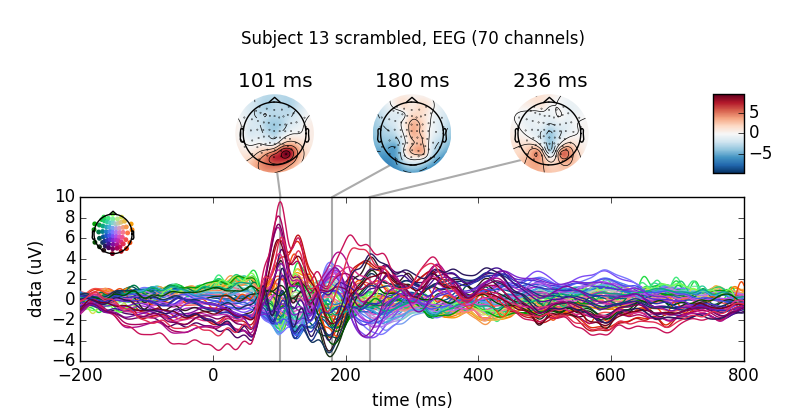 Subject 13 scrambled, EEG (70 channels)
101 ms 180 ms 236 ms
5
0
−5
10
8
6
4
2
0
−2
−4
−6
data (uV)
−200 0 200 400 600 800
time (ms)